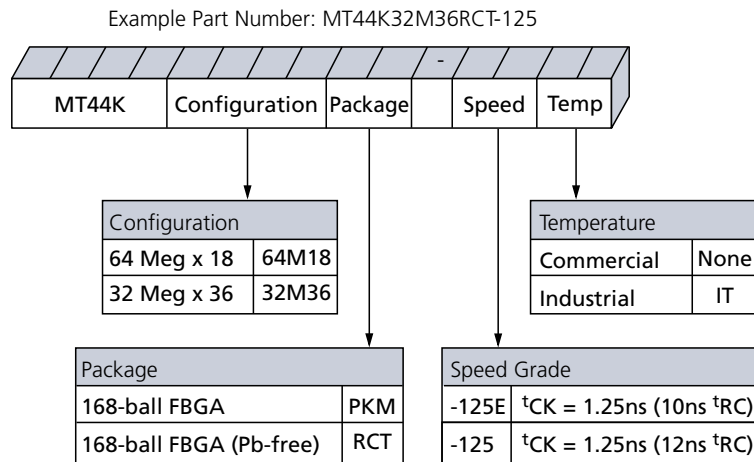 Example Part Number: MT44K32M36RCT-125
-
MT44K Configuration Package Speed Temp
Configuration
64 Meg x 18 64M18
32 Meg x 36 32M36
Temperature
Commercial None
Industrial IT
Package
168-ball FBGA PKM
168-ball FBGA (Pb-free) RCT
Speed Grade
-125E tCK = 1.25ns (10ns tRC)
-125 tCK = 1.25ns (12ns tRC)